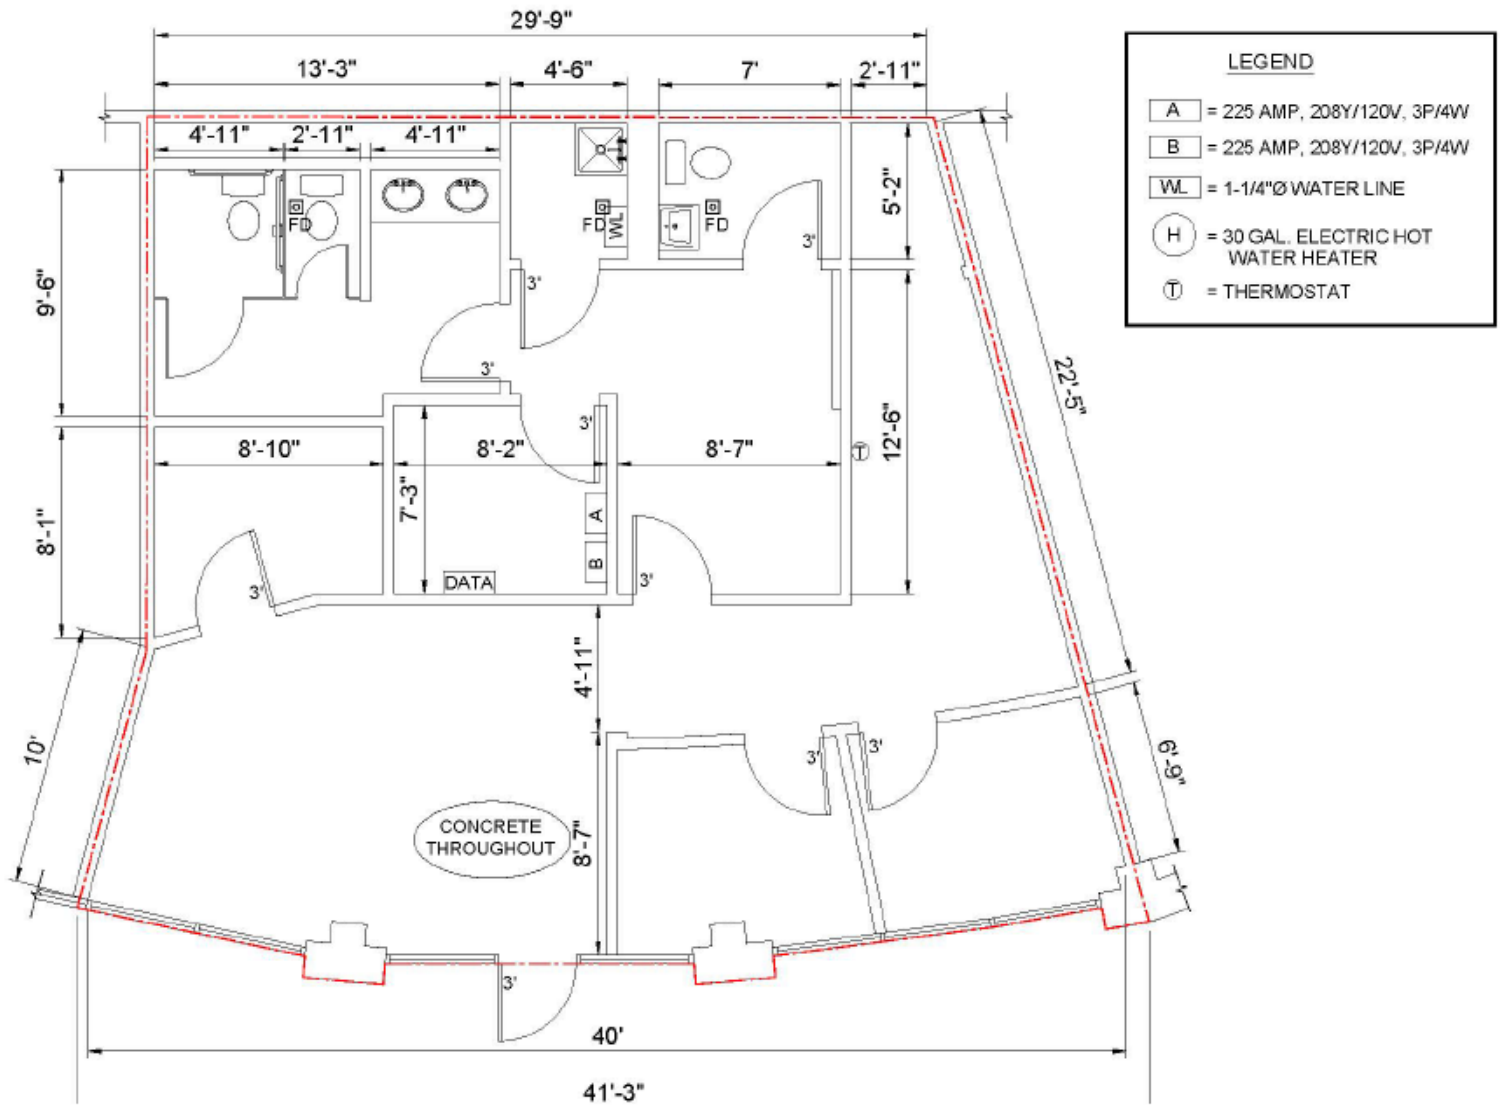 29'-9"
13'-3"
4'-6"
7'
2'-11"
4'-11"
2'-11"
4'-11"
LEGEND
A = 225 AMP, 208Y/120V, 3P/4W
B = 225 AMP, 208Y/120V, 3P/4W
WL = 1-1/4"Ø WATER LINE
H = 30 GAL. ELECTRIC HOT
WATER HEATER
T = THERMOSTAT
5'-2"
FD
FD
WL
FD
3'
9'-6"
3'
3'
22'-5"
3'
12'-6"
8'-10"
8'-2"
8'-7"
T
7'-3"
A
8'-1"
B
DATA
3'
3'
4'-11"
10'
3'
3'
6'-9"
CONCRETE
THROUGHOUT
8'-7"
3'
40'
41'-3"